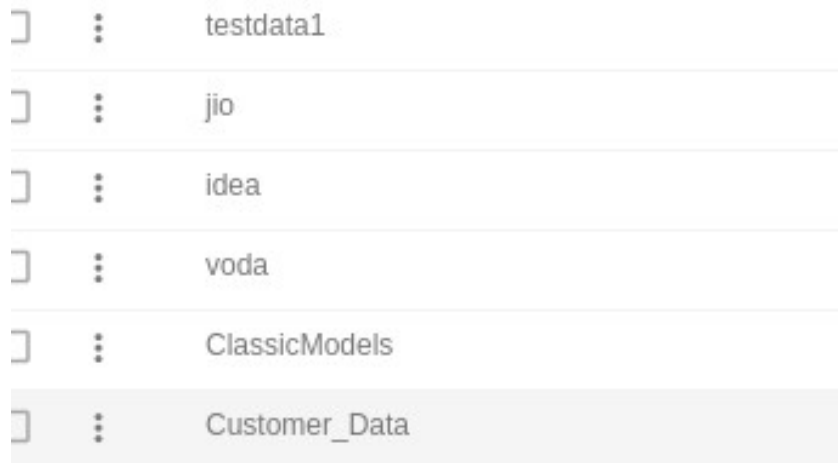 testdata1
jio
idea
voda
ClassicModels
Customer_Data